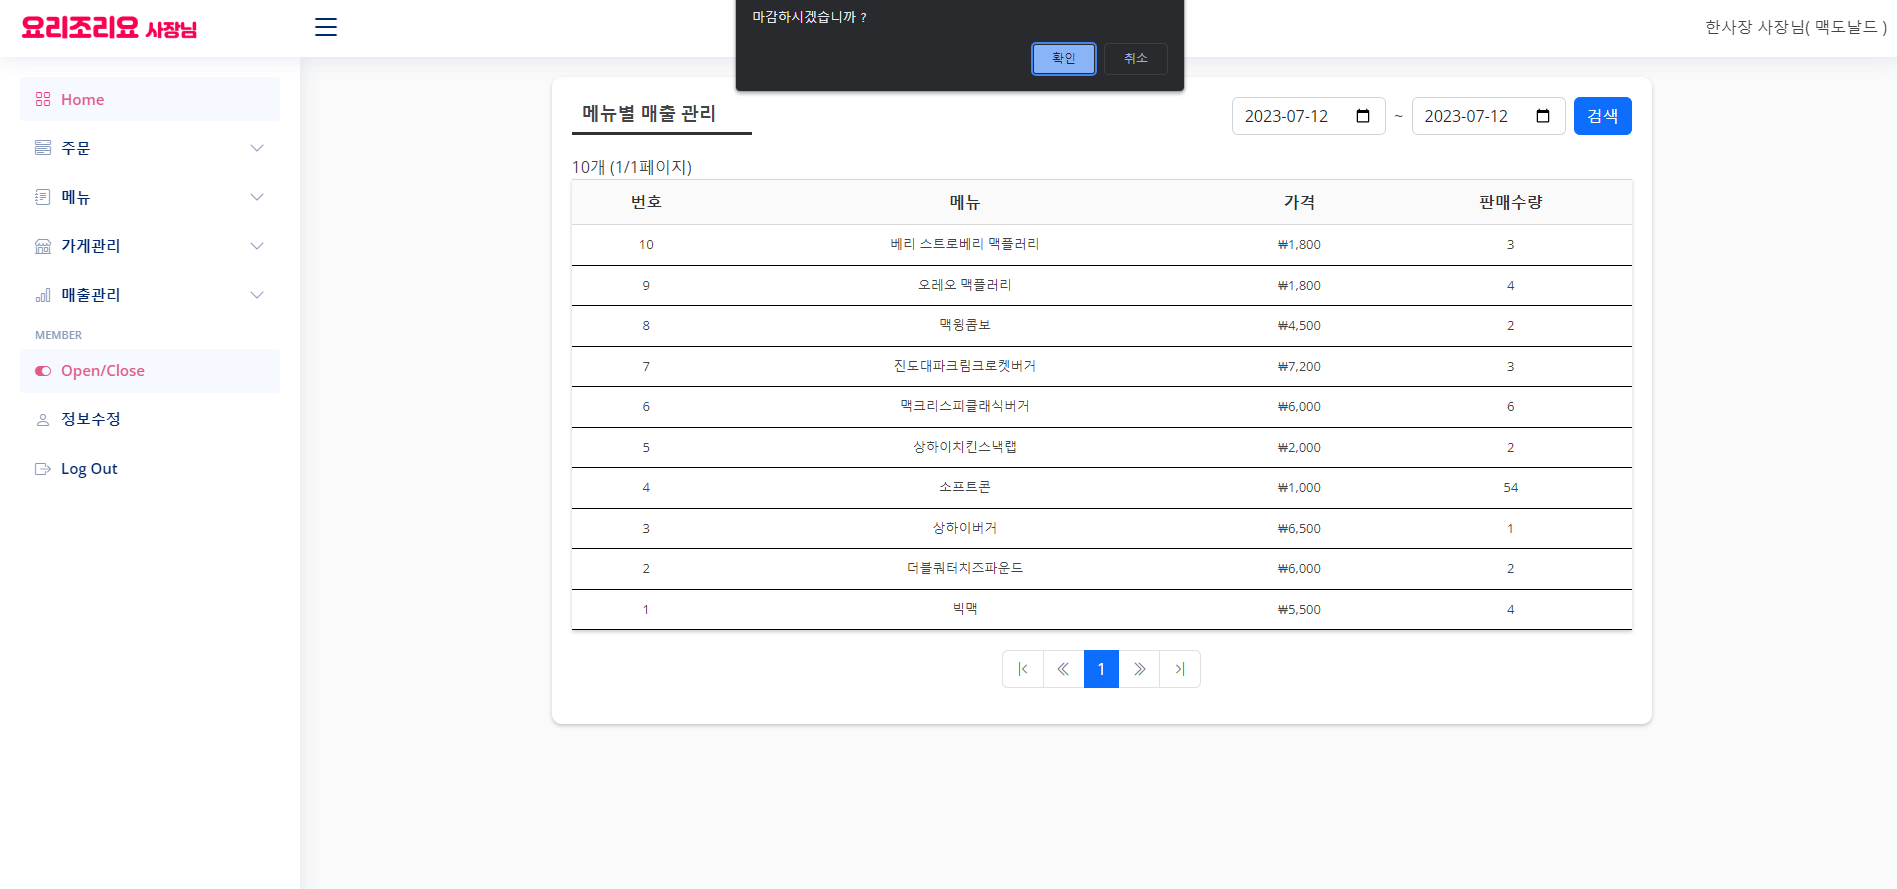 요리조리요 사장님
마감하시겠습니까 ?
확인
취소
한사장 사장님( 맥도날드 )
Home
주문
메뉴
가게관리
매출관리
MEMBER
Open/Close
정보수정
Log Out
메뉴별 매출 관리
2023-07-12 ~ 2023-07-12 검색
10개 (1/1페이지)
번호 메뉴 가격 판매수량
10 베리 스트로베리 맥플러리 ₩1,800 3
9 오레오 맥플러리 ₩1,800 4
8 맥윙콤보 ₩4,500 2
7 진도대파크림크로켓버거 ₩7,200 3
6 맥크리스피클래식버거 ₩6,000 6
5 상하이치킨스낵랩 ₩2,000 2
4 소프트콘 ₩1,000 54
3 상하이버거 ₩6,500 1
2 더블쿼터치즈파운드 ₩6,000 2
1 빅맥 ₩5,500 4
1